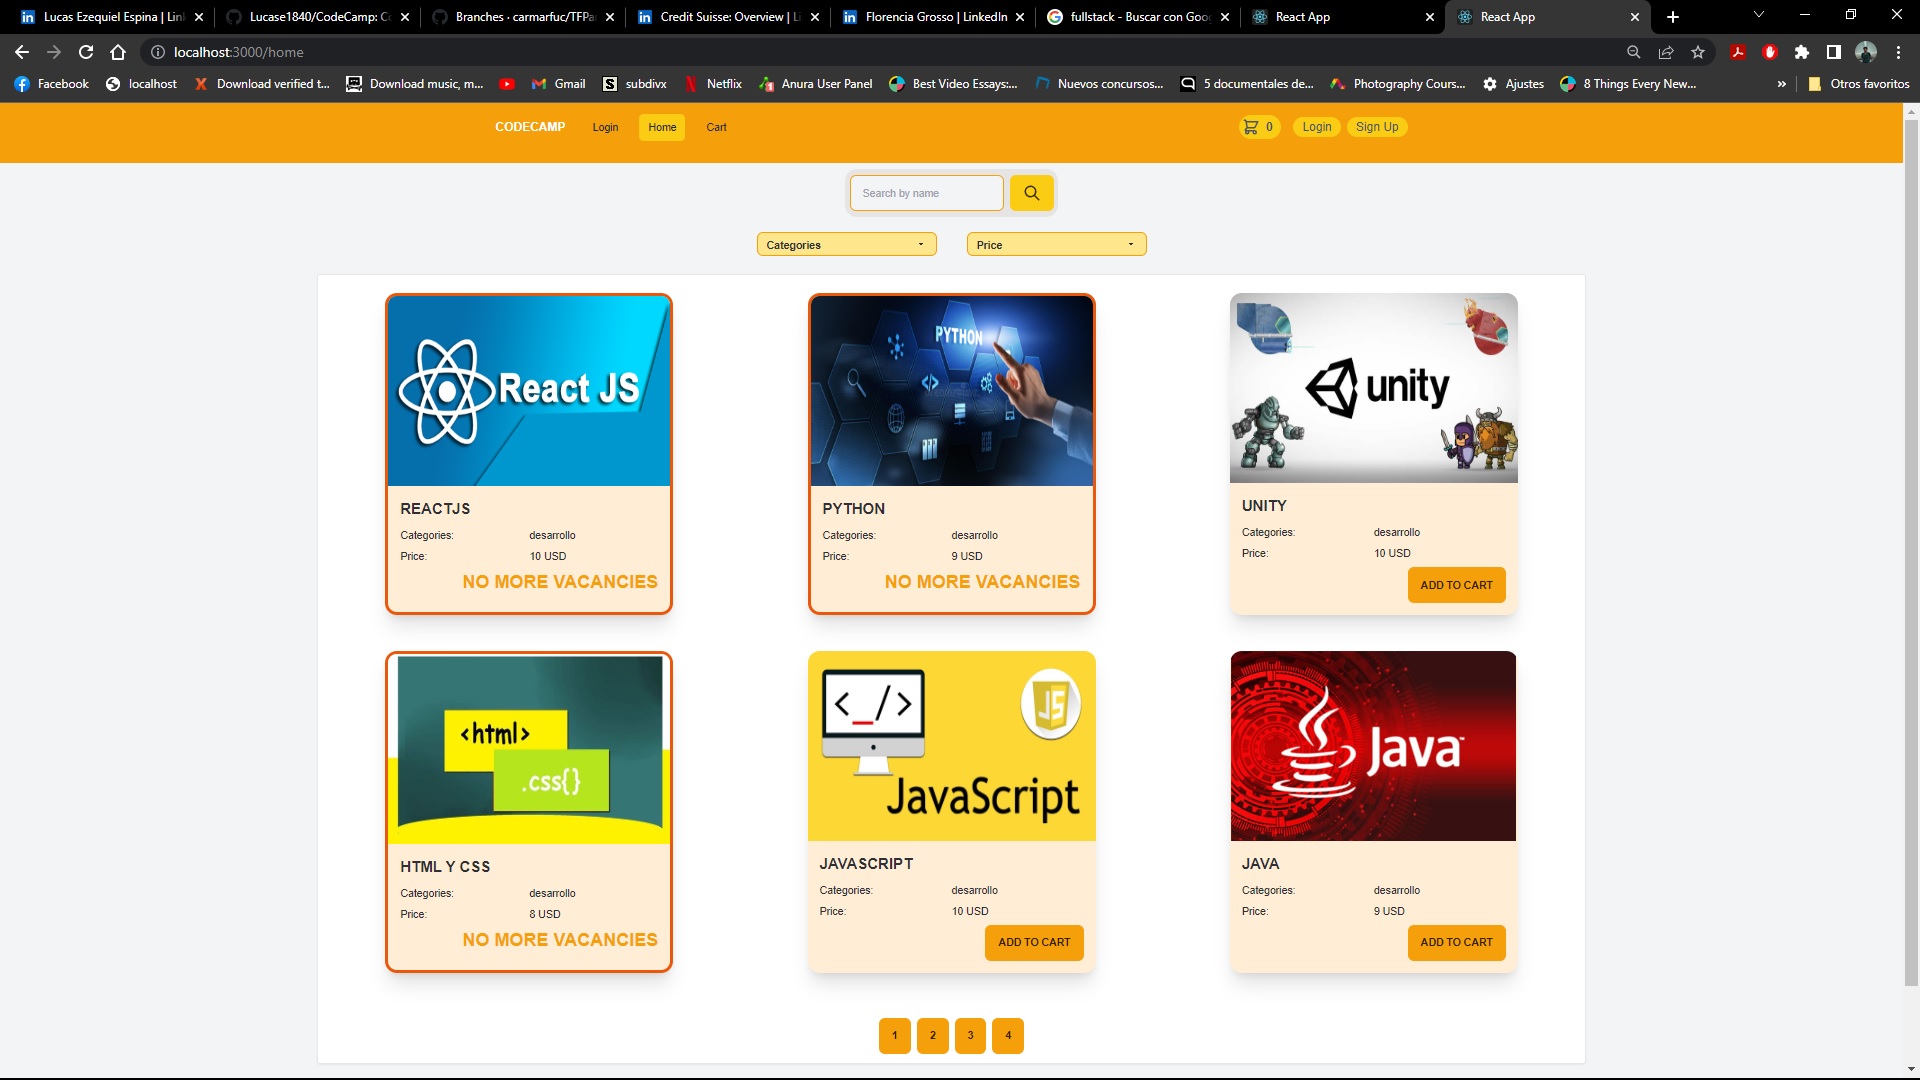 Lucas Ezequiel Espina | Lin
Lucase1840/CodeCamp: Co
Branches · carmarfuc/TFPa
Credit Suisse: Overview | Li
Florencia Grosso | LinkedIn
fullstack - Buscar con Goog
React App
React App
localhost:3000/home
Facebook
localhost
Download verified t...
Download music, m...
Gmail
subdivx
Netflix
Anura User Panel
Best Video Essays:...
Nuevos concursos...
5 documentales de...
Photography Cours...
Ajustes
8 Things Every New...
»
Otros favoritos
CODECAMP
Login
Home
Cart
0
Login
Sign Up
Search by name
Categories
Price
React JS
PYTHON
unity
REACTJS
Categories: desarrollo
Price: 10 USD
NO MORE VACANCIES
PYTHON
Categories: desarrollo
Price: 9 USD
NO MORE VACANCIES
UNITY
Categories: desarrollo
Price: 10 USD
ADD TO CART
<html>
.css{}
<_/>
JS
JavaScript
Java™
HTML Y CSS
Categories: desarrollo
Price: 8 USD
NO MORE VACANCIES
JAVASCRIPT
Categories: desarrollo
Price: 10 USD
ADD TO CART
JAVA
Categories: desarrollo
Price: 9 USD
ADD TO CART
1 2 3 4